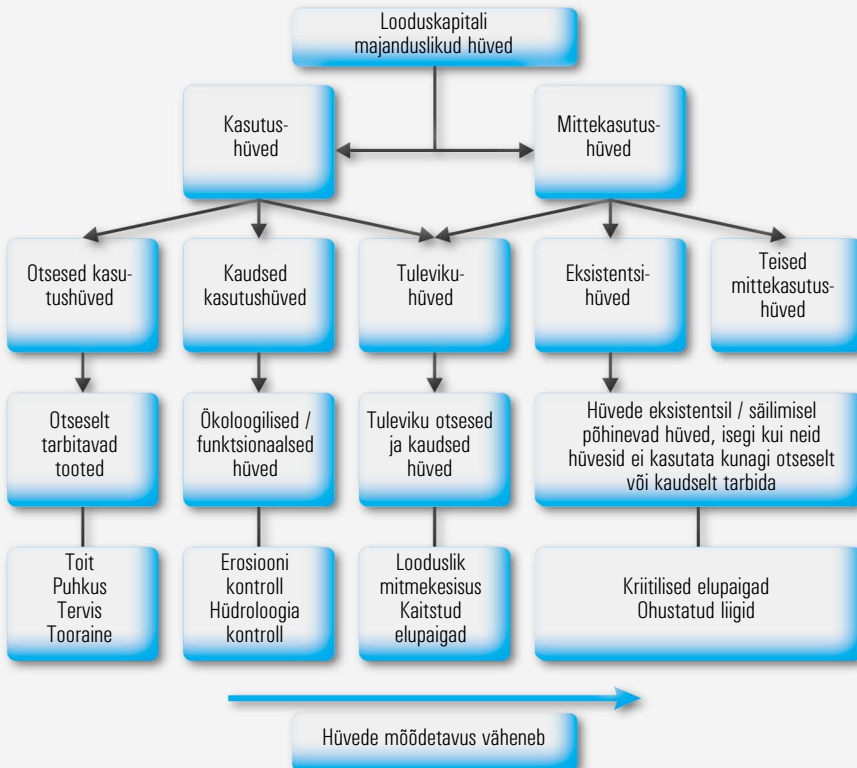 Looduskapitali
majanduslikud hüved
Kasutus-
hüved
Mittekasutus-
hüved
Otsesed kasu-
tushüved
Kaudsed
kasutushüved
Tuleviku-
hüved
Eksistentsi-
hüved
Teised
mittekasutus-
hüved
Otseselt
tarbitavad
tooted
Ökoloogilised /
funktsionaalsed
hüved
Tuleviku otsesed
ja kaudsed
hüved
Hüvede eksistentsil / säilimisel
põhinevad hüved, isegi kui neid
hüvesid ei kasutata kunagi otseselt
või kaudselt tarbida
Toit
Puhkus
Tervis
Tooraine
Erosiooni
kontroll
Hüdroloogia
kontroll
Looduslik
mitmekesisus
Kaitstud
elupaigad
Kriitilised elupaigad
Ohustatud liigid
Hüvede mõõdetavus väheneb